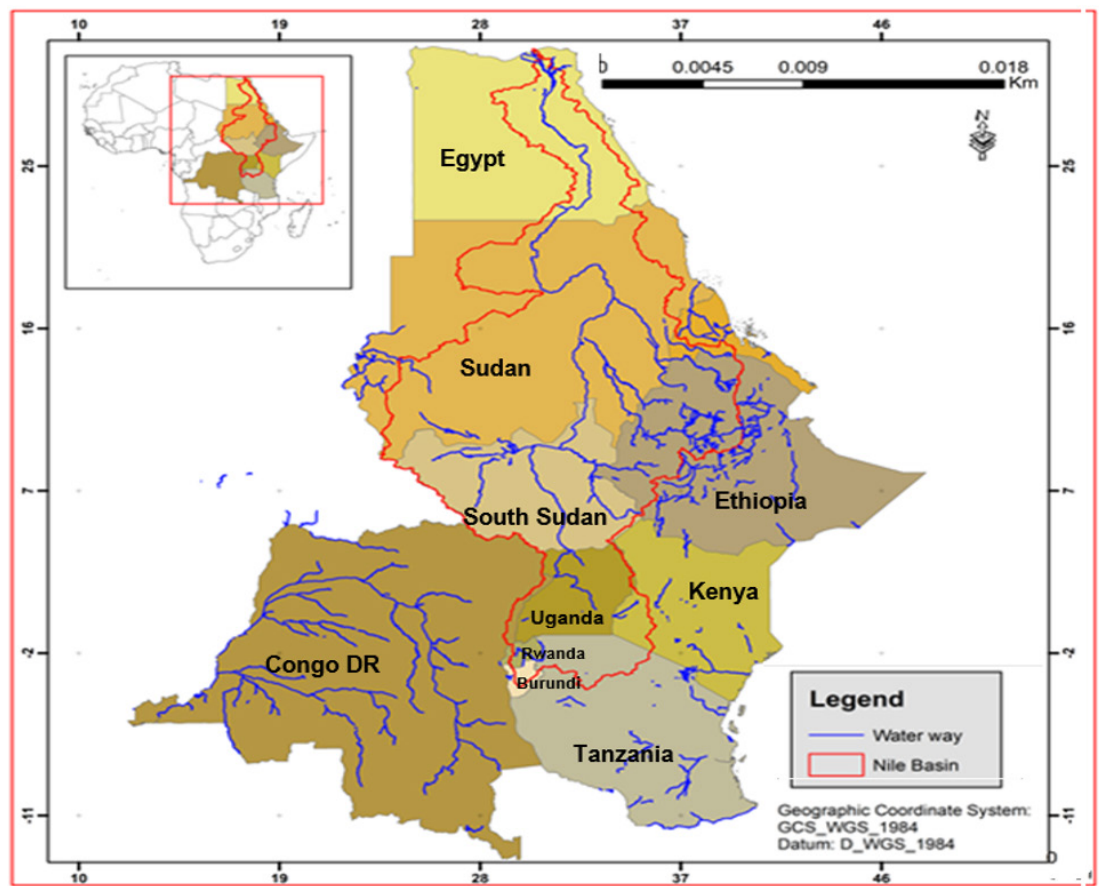 10 19 28 37 46
b 0.0045 0.009 0.018
Km
N
25 25
Egypt
16 16
Sudan
7 7
Ethiopia
South Sudan
Kenya
Uganda
-2 -2
Rwanda
Congo DR
Burundi
Legend
Water way
Nile Basin
Tanzania
-11 -11
Geographic Coordinate System:
GCS_WGS_1984
Datum: D_WGS_1984
10 19 28 37 46